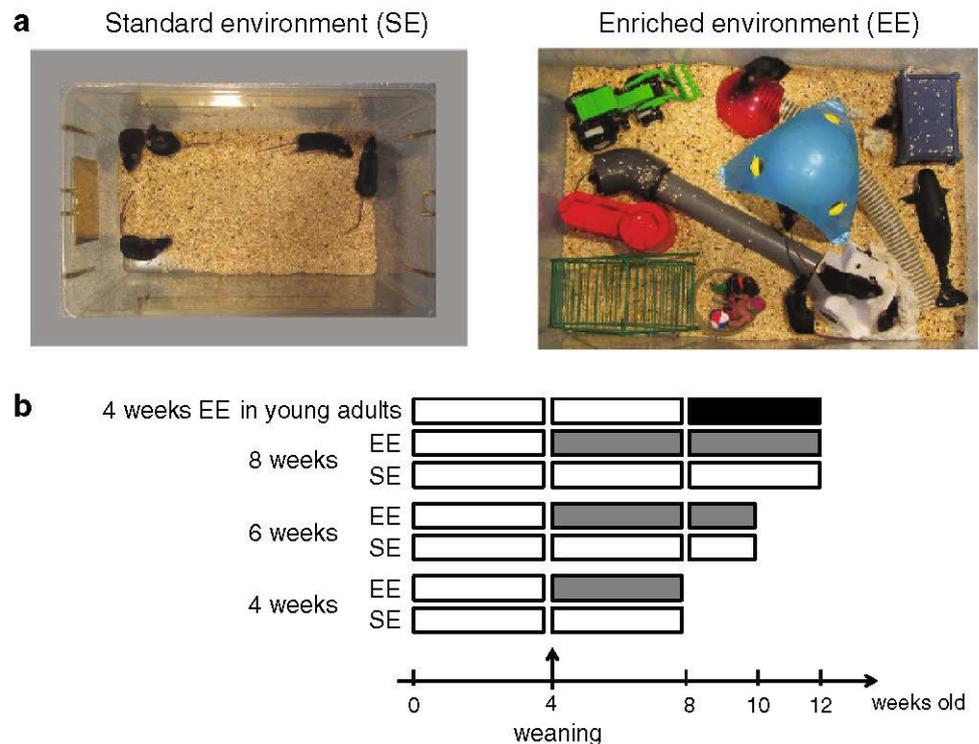 a
Standard environment (SE)
Enriched environment (EE)
b
4 weeks EE in young adults
8 weeks
EE
SE
6 weeks
EE
SE
4 weeks
EE
SE
0
4
8
10
12
weeks old
weaning